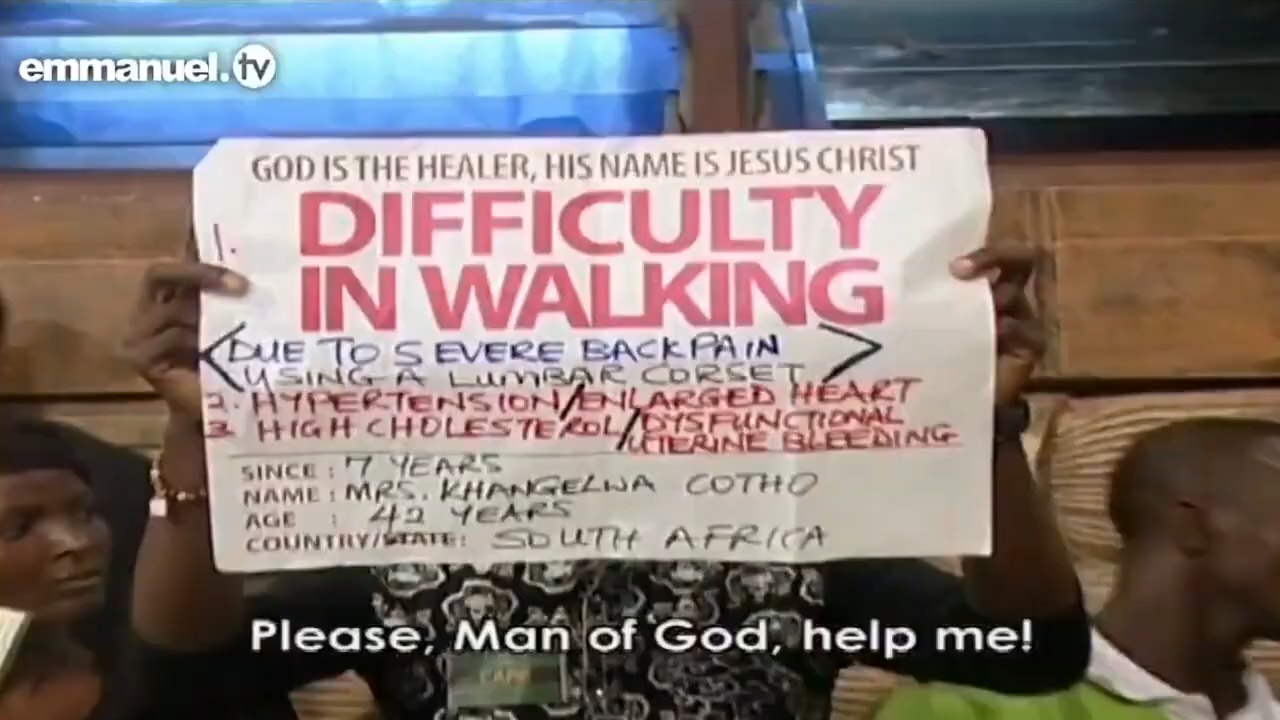 emmanuel.tv
GOD IS THE HEALER, HIS NAME IS JESUS CHRIST
1. DIFFICULTY
IN WALKING
<DUE TO SEVERE BACK PAIN
USING A LUMBAR CORSET>
2. HYPERTENSION/ENLARGED HEART
3 HIGH CHOLESTEROL/DYSFUNCTIONAL
UTERINE BLEEDING
SINCE : 7 YEARS
NAME : MRS. KHANGELWA COTHO
AGE : 42 YEARS
COUNTRY/STATE: SOUTH AFRICA
Please, Man of God, help me!